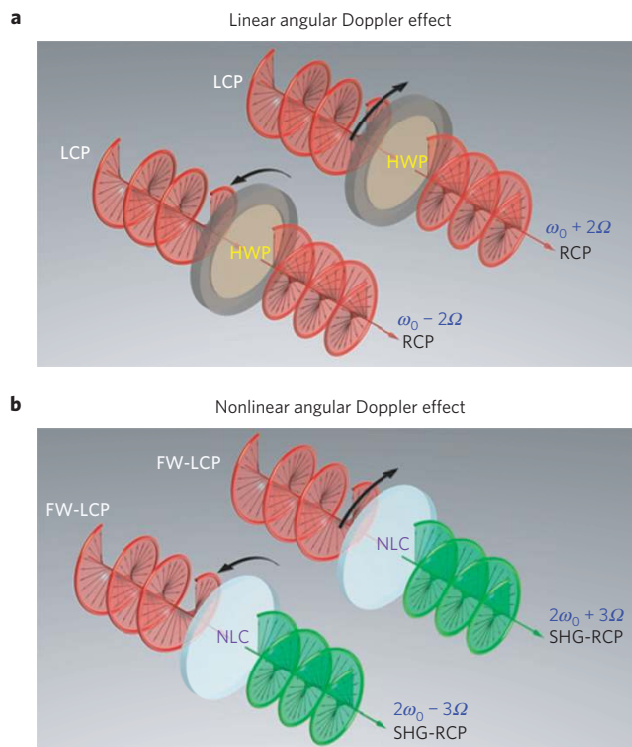 a Linear angular Doppler effect
LCP
LCP
HWP
HWP
ω₀ + 2Ω
RCP
ω₀ − 2Ω
RCP
b Nonlinear angular Doppler effect
FW-LCP
FW-LCP
NLC
NLC
2ω₀ + 3Ω
SHG-RCP
2ω₀ − 3Ω
SHG-RCP